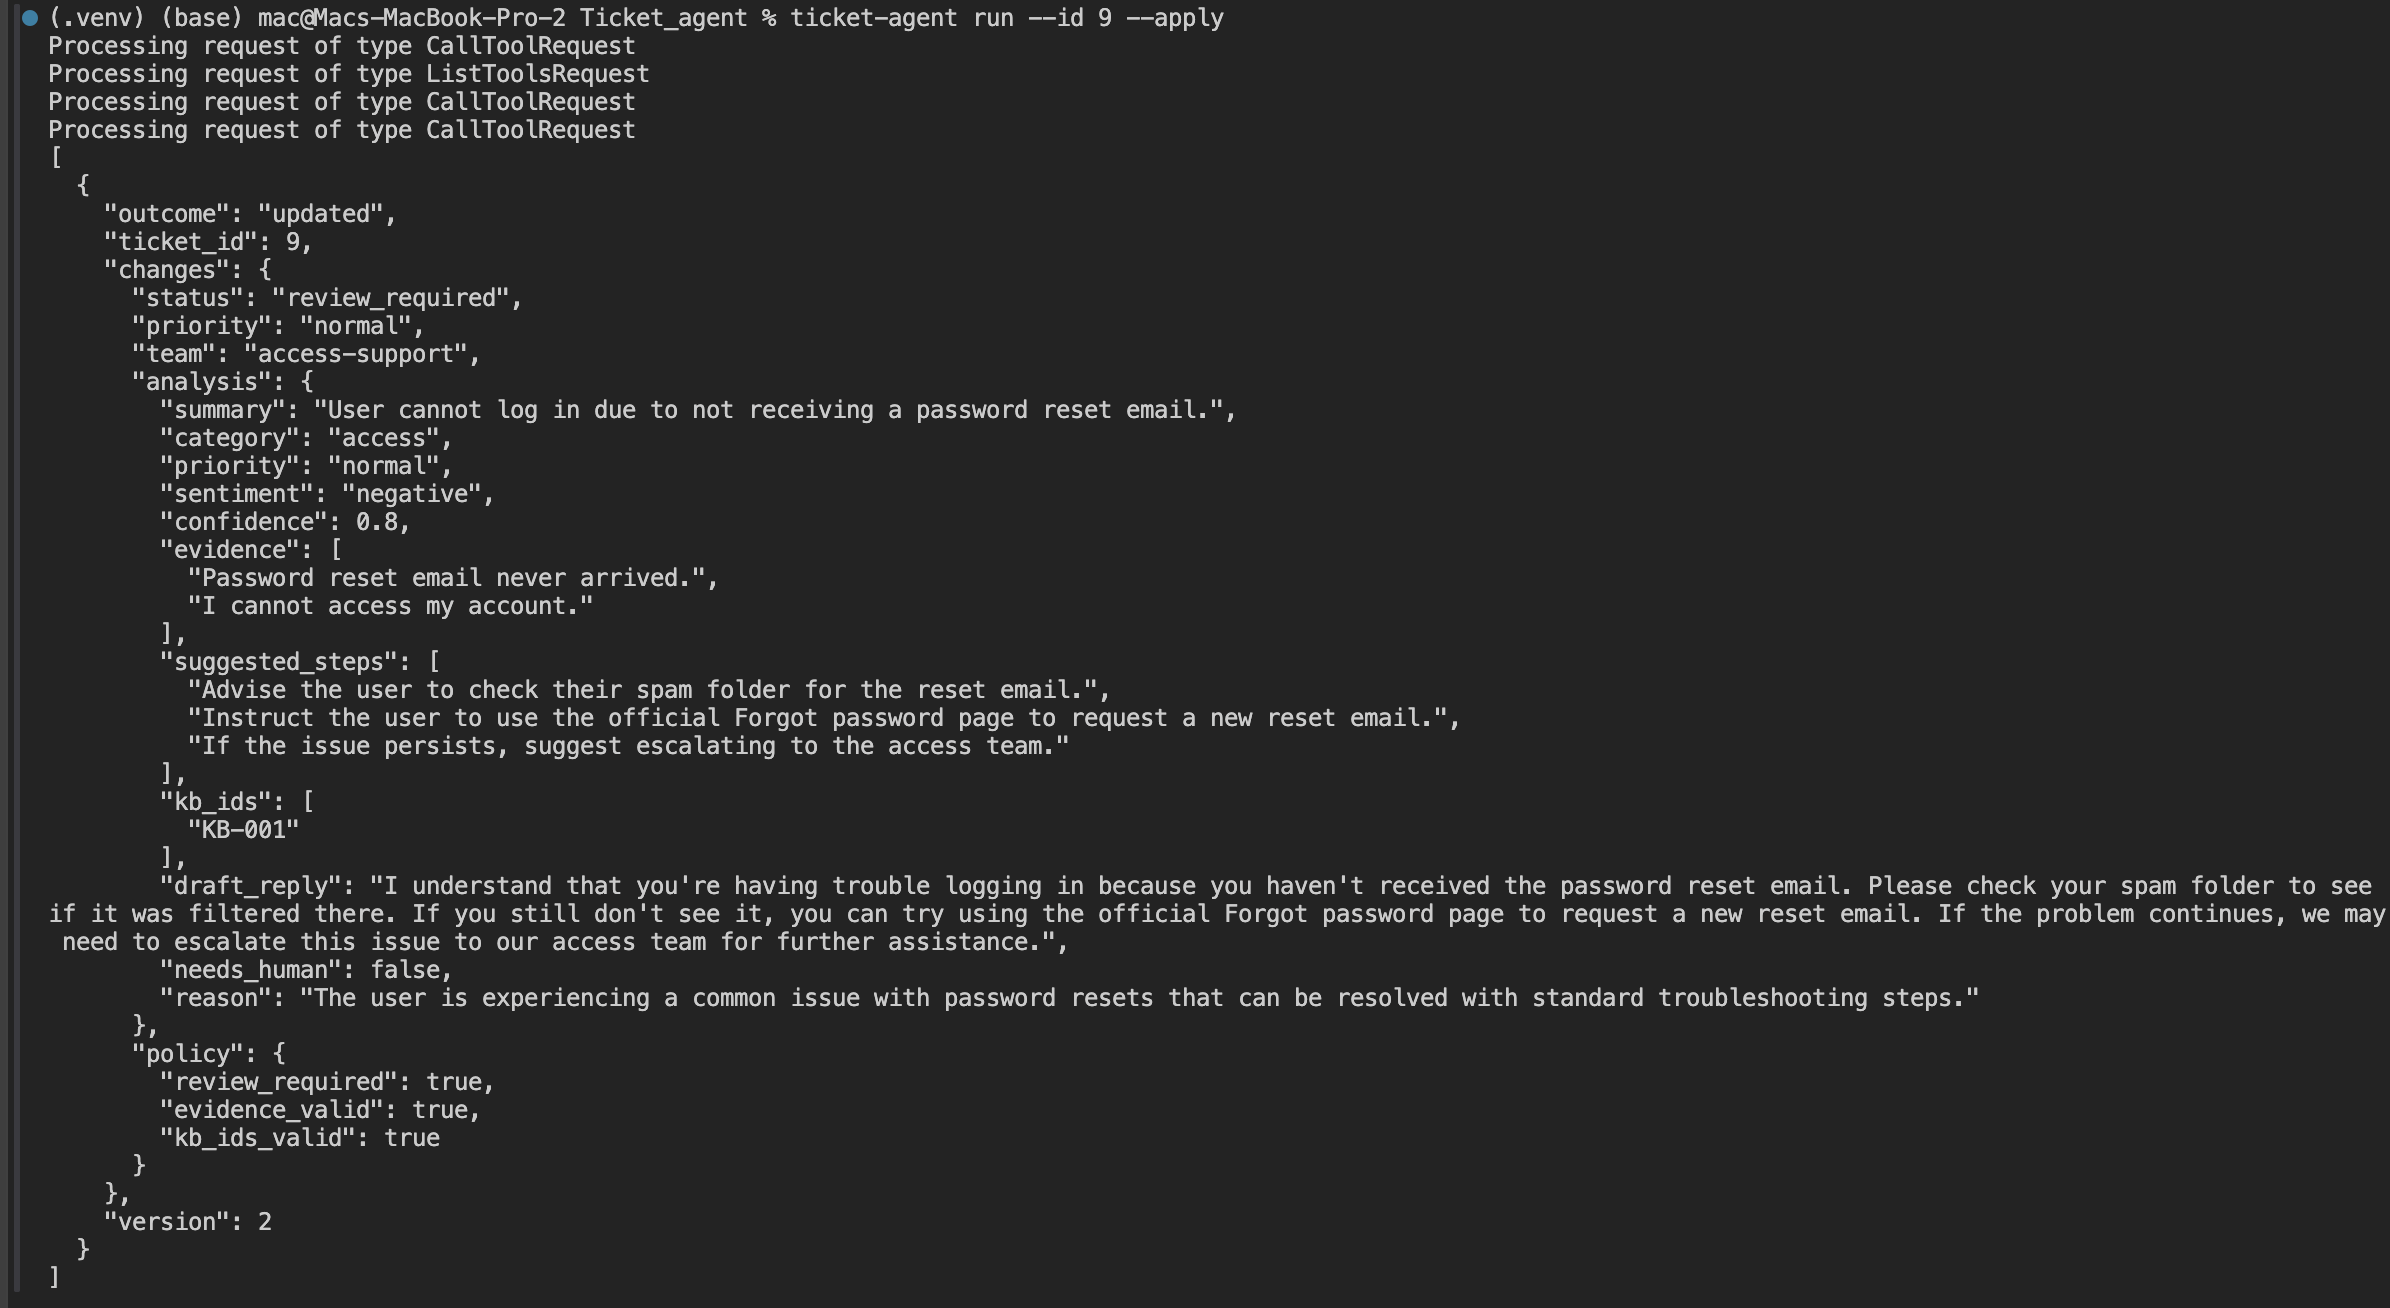 (.venv) (base) mac@Macs-MacBook-Pro-2 Ticket_agent % ticket-agent run --id 9 --apply
Processing request of type CallToolRequest
Processing request of type ListToolsRequest
Processing request of type CallToolRequest
Processing request of type CallToolRequest
[
  {
    "outcome": "updated",
    "ticket_id": 9,
    "changes": {
      "status": "review_required",
      "priority": "normal",
      "team": "access-support",
      "analysis": {
        "summary": "User cannot log in due to not receiving a password reset email.",
        "category": "access",
        "priority": "normal",
        "sentiment": "negative",
        "confidence": 0.8,
        "evidence": [
          "Password reset email never arrived.",
          "I cannot access my account."
        ],
        "suggested_steps": [
          "Advise the user to check their spam folder for the reset email.",
          "Instruct the user to use the official Forgot password page to request a new reset email.",
          "If the issue persists, suggest escalating to the access team."
        ],
        "kb_ids": [
          "KB-001"
        ],
        "draft_reply": "I understand that you're having trouble logging in because you haven't received the password reset email. Please check your spam folder to see
if it was filtered there. If you still don't see it, you can try using the official Forgot password page to request a new reset email. If the problem continues, we may
 need to escalate this issue to our access team for further assistance.",
        "needs_human": false,
        "reason": "The user is experiencing a common issue with password resets that can be resolved with standard troubleshooting steps."
      },
      "policy": {
        "review_required": true,
        "evidence_valid": true,
        "kb_ids_valid": true
      }
    },
    "version": 2
  }
]